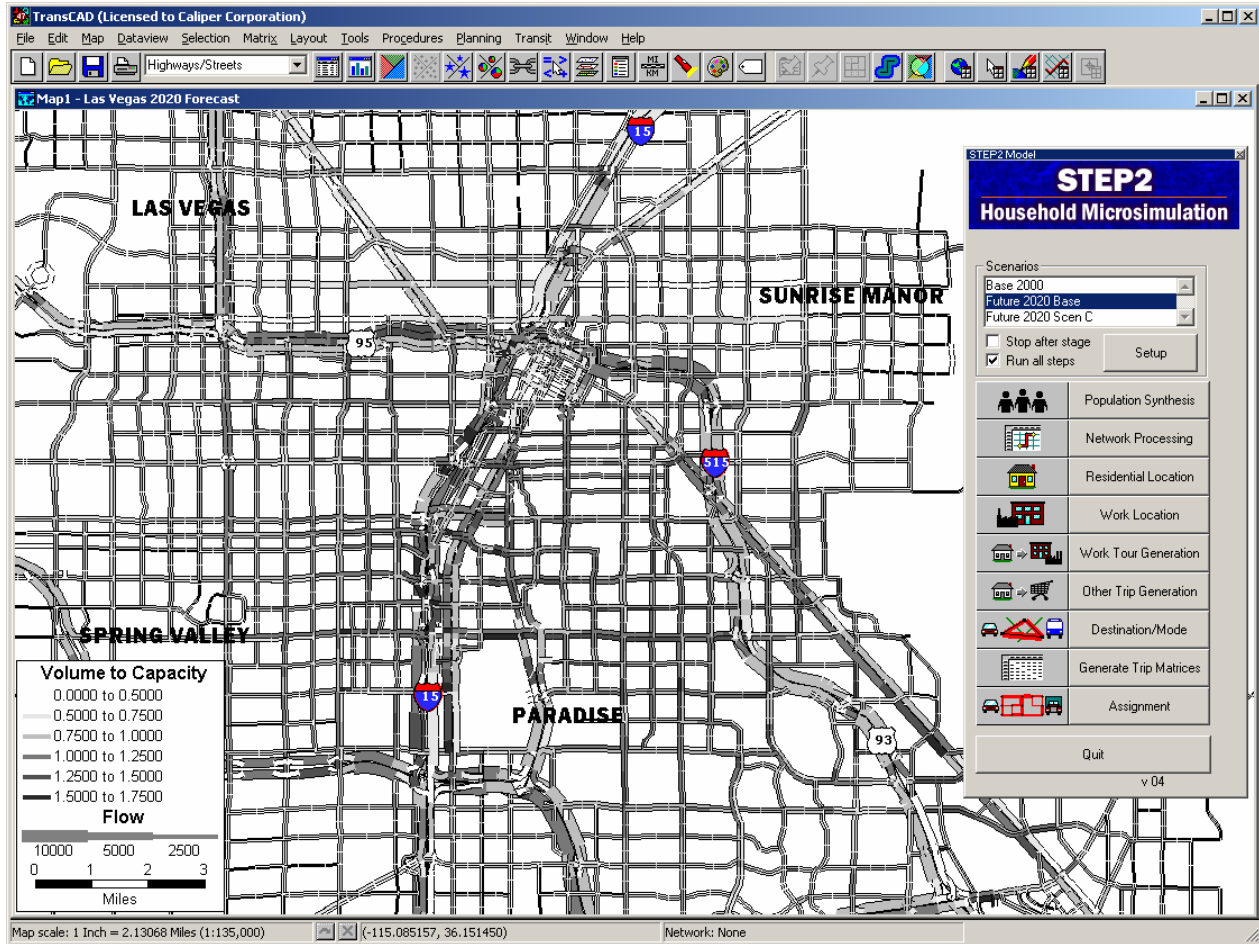 TransCAD (Licensed to Caliper Corporation)
File Edit Map Dataview Selection Matrix Layout Tools Procedures Planning Transit Window Help
Highways/Streets
MI
KM
Map1 - Las Vegas 2020 Forecast
15
LAS VEGAS
SUNRISE MANOR
95
515
SPRING VALLEY
15
PARADISE
93
Volume to Capacity
0.0000 to 0.5000
0.5000 to 0.7500
0.7500 to 1.0000
1.0000 to 1.2500
1.2500 to 1.5000
1.5000 to 1.7500
Flow
10000 5000 2500
0 1 2 3
Miles
STEP2 Model
STEP2
Household Microsimulation
Scenarios
Base 2000
Future 2020 Base
Future 2020 Scen C
Stop after stage
Run all steps
Setup
Population Synthesis
Network Processing
Residential Location
Work Location
Work Tour Generation
Other Trip Generation
Destination/Mode
Generate Trip Matrices
Assignment
Quit
v 04
Map scale: 1 Inch = 2.13068 Miles (1:135,000) (-115.085157, 36.151450) Network: None